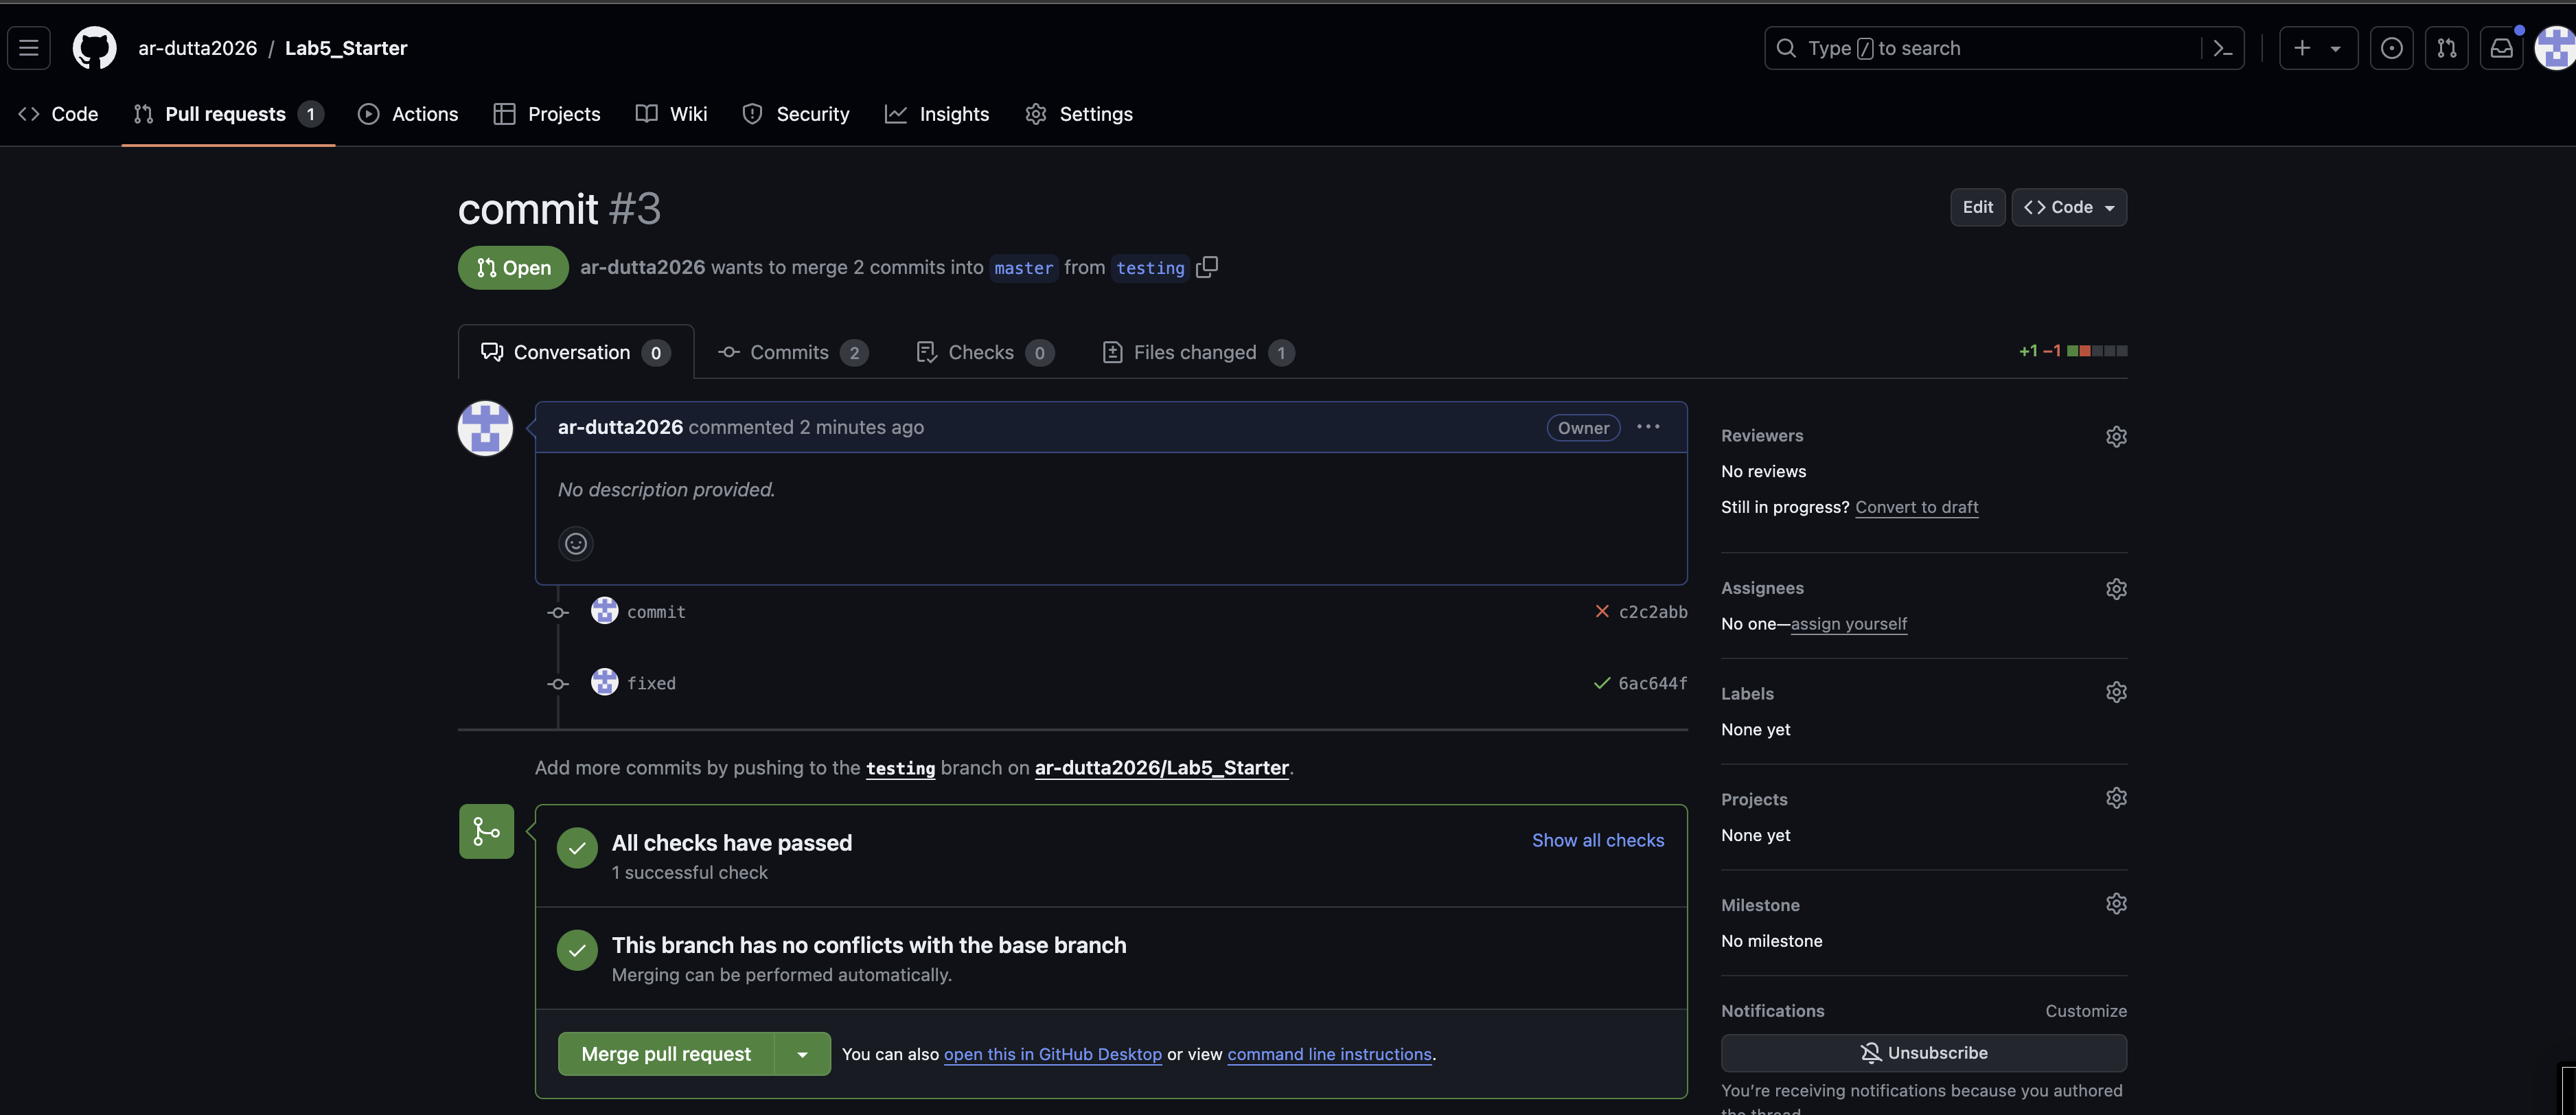 ar-dutta2026 / Lab5_Starter
Type / to search
Code
Pull requests 1
Actions
Projects
Wiki
Security
Insights
Settings
commit #3
Edit
Code
Open
ar-dutta2026 wants to merge 2 commits into master from testing
Conversation 0
Commits 2
Checks 0
Files changed 1
+1 −1
ar-dutta2026 commented 2 minutes ago
Owner
No description provided.
commit
c2c2abb
fixed
6ac644f
Add more commits by pushing to the testing branch on ar-dutta2026/Lab5_Starter.
All checks have passed
1 successful check
Show all checks
This branch has no conflicts with the base branch
Merging can be performed automatically.
Merge pull request
You can also open this in GitHub Desktop or view command line instructions.
Reviewers
No reviews
Still in progress? Convert to draft
Assignees
No one—assign yourself
Labels
None yet
Projects
None yet
Milestone
No milestone
Notifications
Customize
Unsubscribe
You're receiving notifications because you authored
the thread.